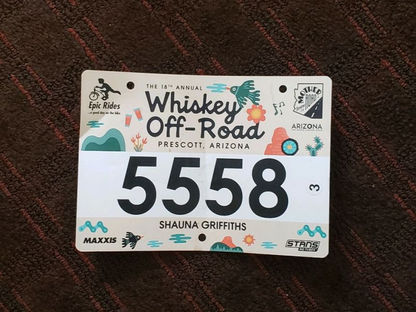 THE 18TH ANNUAL
Whiskey
Off-Road
PRESCOTT, ARIZONA
Epic Rides
ARIZONA
5558
3
SHAUNA GRIFFITHS
MAXXIS
STAN'S